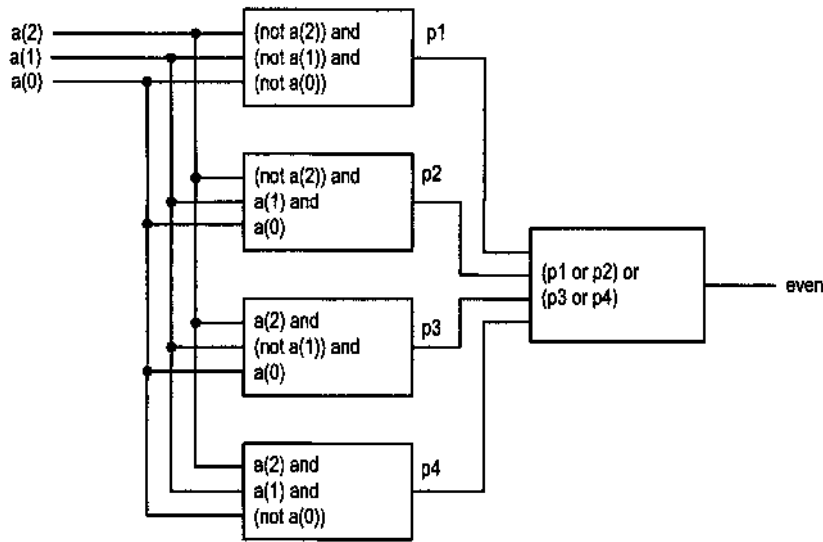 a(2)
a(1)
a(0)
(not a(2)) and
(not a(1)) and
(not a(0))
p1
(not a(2)) and
a(1) and
a(0)
p2
a(2) and
(not a(1)) and
a(0)
p3
a(2) and
a(1) and
(not a(0))
p4
(p1 or p2) or
(p3 or p4)
even